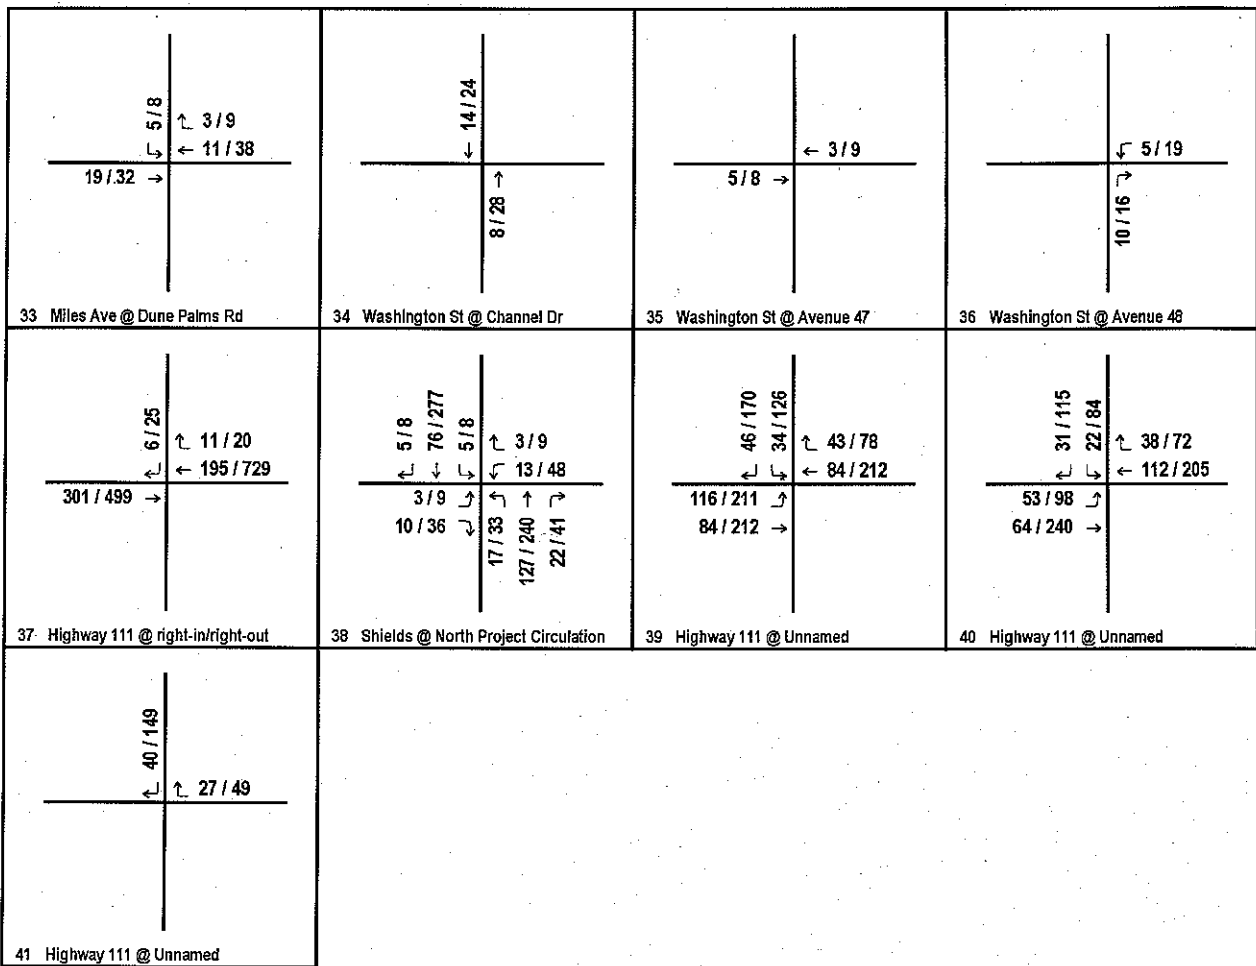 5 / 8
3 / 9
11 / 38
19 / 32
33 Miles Ave @ Dune Palms Rd
14 / 24
8 / 28
34 Washington St @ Channel Dr
3 / 9
5 / 8
35 Washington St @ Avenue 47
5 / 19
10 / 16
36 Washington St @ Avenue 48
6 / 25
11 / 20
195 / 729
301 / 499
37 Highway 111 @ right-in/right-out
5 / 8
76 / 277
5 / 8
3 / 9
13 / 48
3 / 9
10 / 36
17 / 33
127 / 240
22 / 41
38 Shields @ North Project Circulation
46 / 170
34 / 126
43 / 78
84 / 212
116 / 211
84 / 212
39 Highway 111 @ Unnamed
31 / 115
22 / 84
38 / 72
112 / 205
53 / 98
64 / 240
40 Highway 111 @ Unnamed
40 / 149
27 / 49
41 Highway 111 @ Unnamed